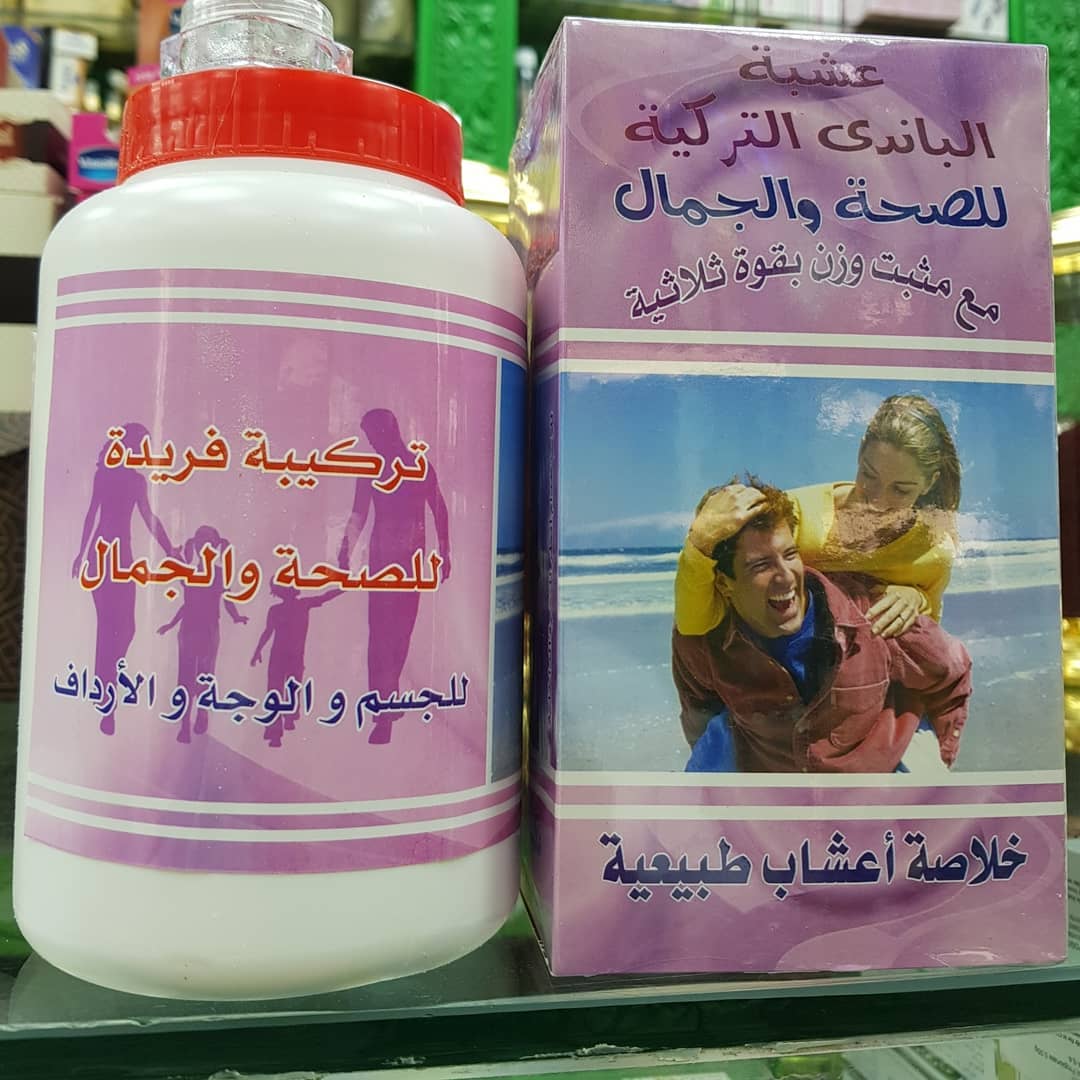 عشبة
الباندى التركية
للصحة والجمال
مع مثبت وزن بقوة ثلاثية
خلاصة أعشاب طبيعية
تركيبة فريدة
للصحة والجمال
للجسم و الوجة و الأرداف
Vaseline